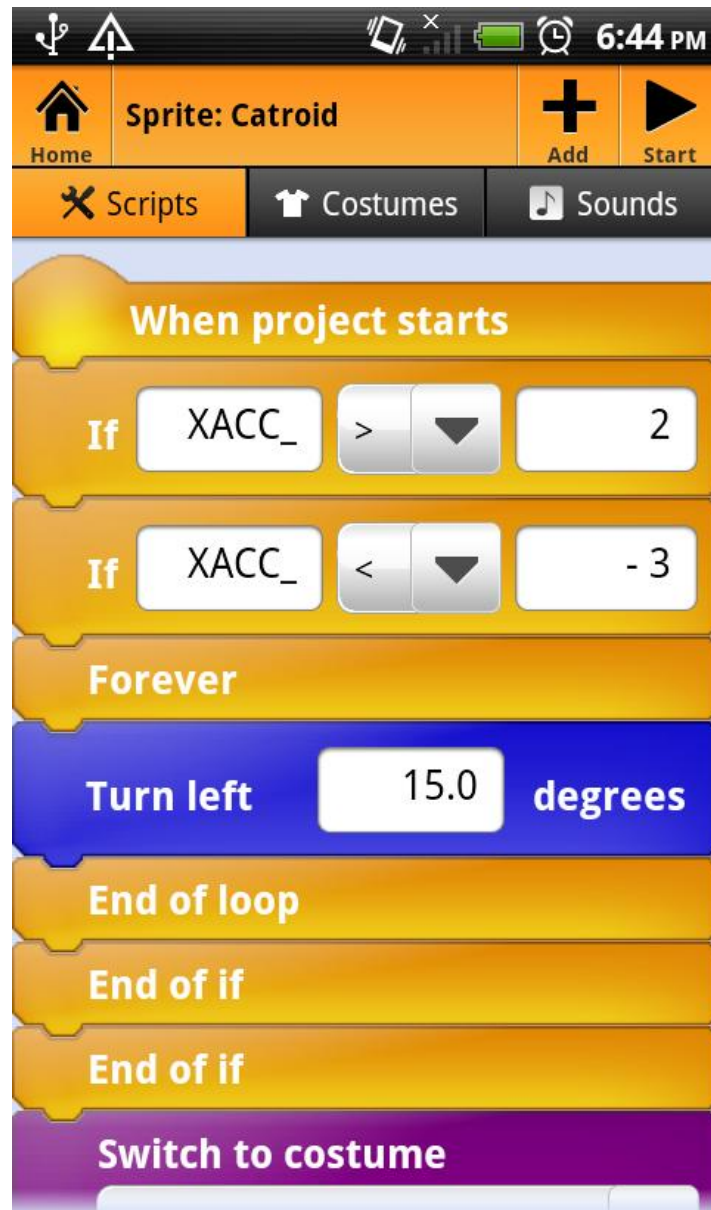 6:44 PM
Home Sprite: Catroid Add Start
Scripts Costumes Sounds
When project starts
If XACC_ > 2
If XACC_ < - 3
Forever
Turn left 15.0 degrees
End of loop
End of if
End of if
Switch to costume